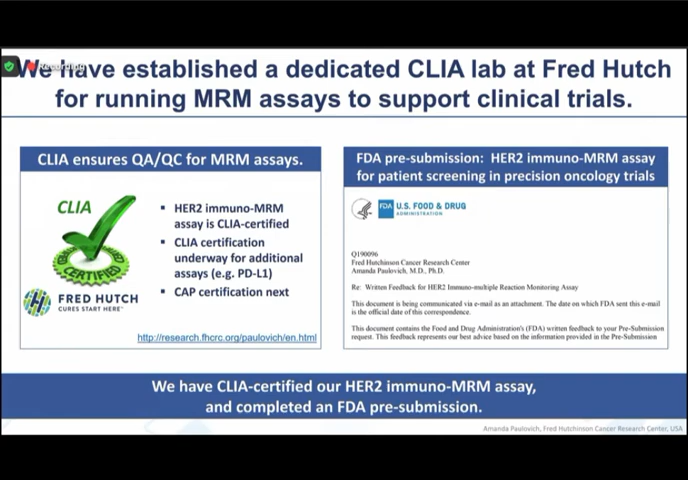 Recording
We have established a dedicated CLIA lab at Fred Hutch
for running MRM assays to support clinical trials.
CLIA ensures QA/QC for MRM assays.
CLIA
CERTIFIED
FRED HUTCH
CURES START HERE
▪ HER2 immuno-MRM
assay is CLIA-certified
▪ CLIA certification
underway for additional
assays (e.g. PD-L1)
▪ CAP certification next
http://research.fhcrc.org/paulovich/en.html
FDA pre-submission: HER2 immuno-MRM assay
for patient screening in precision oncology trials
FDA U.S. FOOD & DRUG
ADMINISTRATION
Q190096
Fred Hutchinson Cancer Research Center
Amanda Paulovich, M.D., Ph.D.
Re: Written Feedback for HER2 Immuno-multiple Reaction Monitoring Assay
This document is being communicated via e-mail as an attachment. The date on which FDA sent this e-mail
is the official date of this correspondence.
This document contains the Food and Drug Administration's (FDA) written feedback to your Pre-Submission
request. This feedback represents our best advice based on the information provided in the Pre-Submission
We have CLIA-certified our HER2 immuno-MRM assay,
and completed an FDA pre-submission.
Amanda Paulovich, Fred Hutchinson Cancer Research Center, USA